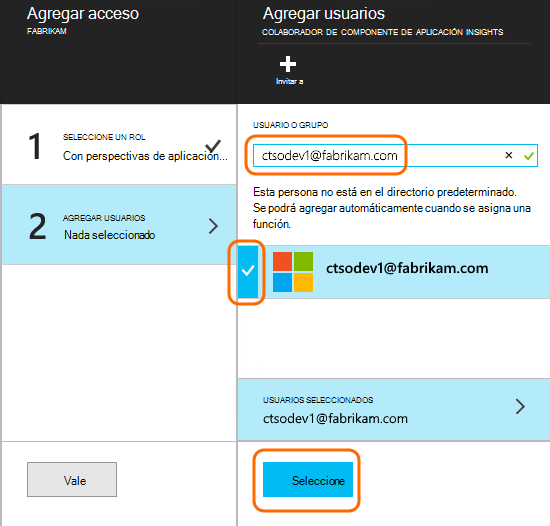 Agregar acceso
FABRIKAM
1
SELECCIONE UN ROL
Con perspectivas de aplicación...
2
AGREGAR USUARIOS
Nada seleccionado
Vale
Agregar usuarios
COLABORADOR DE COMPONENTE DE APLICACIÓN INSIGHTS
Invitar a
USUARIO O GRUPO
ctsodev1@fabrikam.com
Esta persona no está en el directorio predeterminado.
Se podrá agregar automáticamente cuando se asigna una
función.
ctsodev1@fabrikam.com
USUARIOS SELECCIONADOS
ctsodev1@fabrikam.com
Seleccione